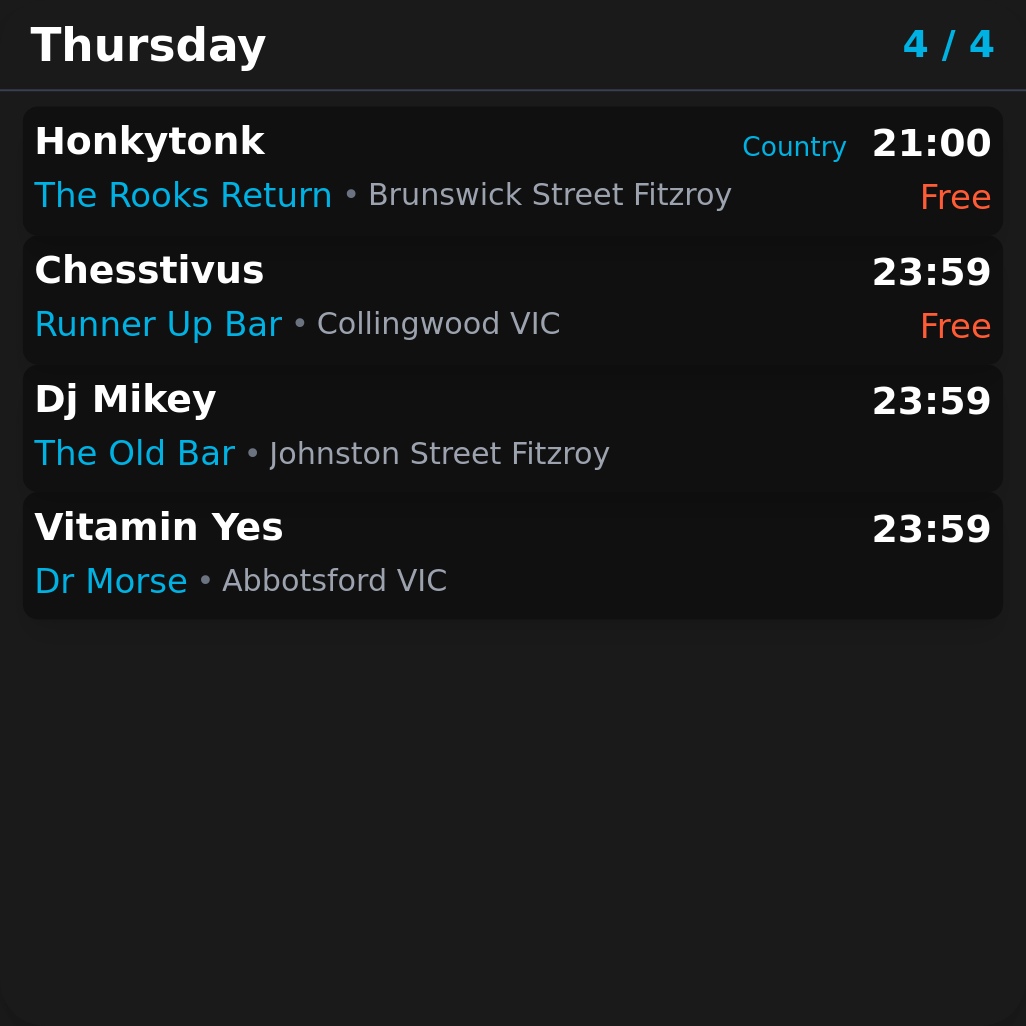 Thursday 4 / 4
Honkytonk Country 21:00
The Rooks Return • Brunswick Street Fitzroy Free
Chesstivus 23:59
Runner Up Bar • Collingwood VIC Free
Dj Mikey 23:59
The Old Bar • Johnston Street Fitzroy
Vitamin Yes 23:59
Dr Morse • Abbotsford VIC